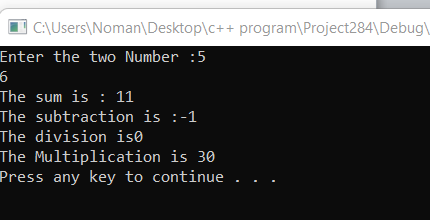 C:\Users\Noman\Desktop\c++ program\Project284\Debug\
Enter the two Number :5
6
The sum is : 11
The subtraction is :-1
The division is0
The Multiplication is 30
Press any key to continue . . .